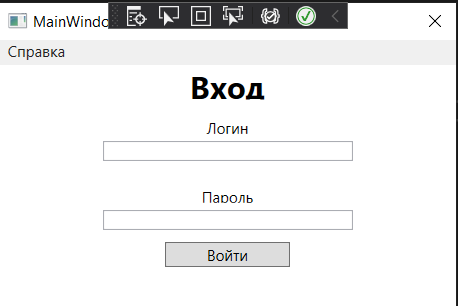 MainWindo
Справка
Вход
Логин
Пароль
Войти